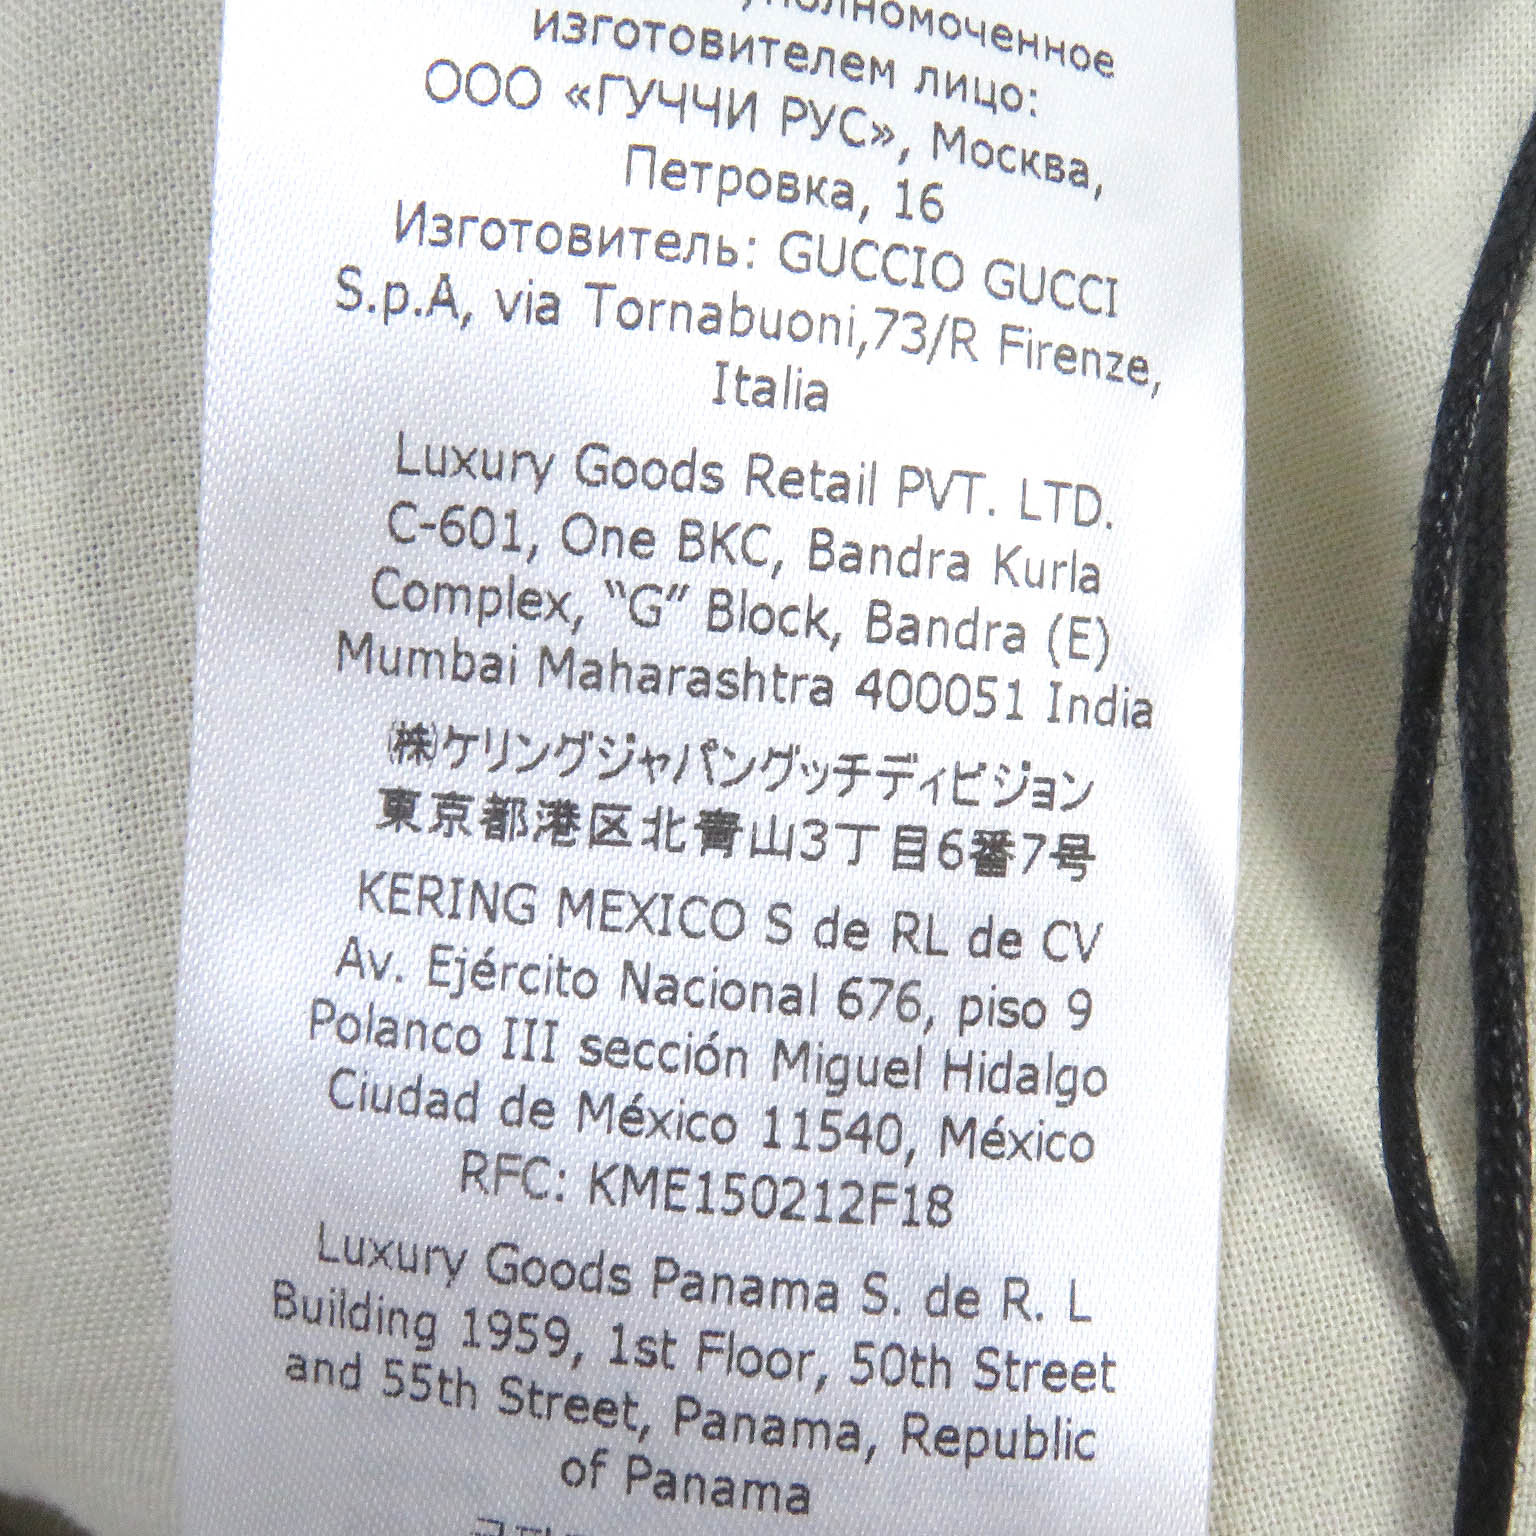 уполномоченное
изготовителем лицо:
ООО «ГУЧЧИ РУС», Москва,
Петровка, 16
Изготовитель: GUCCIO GUCCI
S.p.A, via Tornabuoni,73/R Firenze,
Italia
Luxury Goods Retail PVT. LTD.
C-601, One BKC, Bandra Kurla
Complex, “G” Block, Bandra (E)
Mumbai Maharashtra 400051 India
㈱ケリングジャパングッチディビジョン
東京都港区北青山3丁目6番7号
KERING MEXICO S de RL de CV
Av. Ejército Nacional 676, piso 9
Polanco III sección Miguel Hidalgo
Ciudad de México 11540, México
RFC: KME150212F18
Luxury Goods Panama S. de R. L
Building 1959, 1st Floor, 50th Street
and 55th Street, Panama, Republic
of Panama